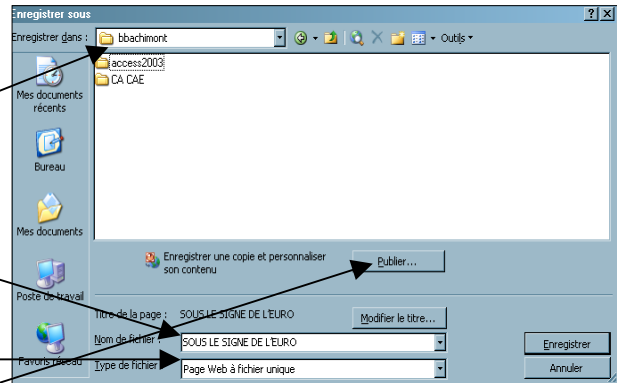 Enregistrer sous
Enregistrer dans : bbachimont Outils
access2003
CA CAE
Mes documents
récents
Bureau
Mes documents
Poste de travail
Favoris réseau
Enregistrer une copie et personnaliser
son contenu
Publier...
Titre de la page : SOUS LE SIGNE DE L'EURO Modifier le titre...
Nom de fichier : SOUS LE SIGNE DE L'EURO Enregistrer
Type de fichier Page Web à fichier unique Annuler